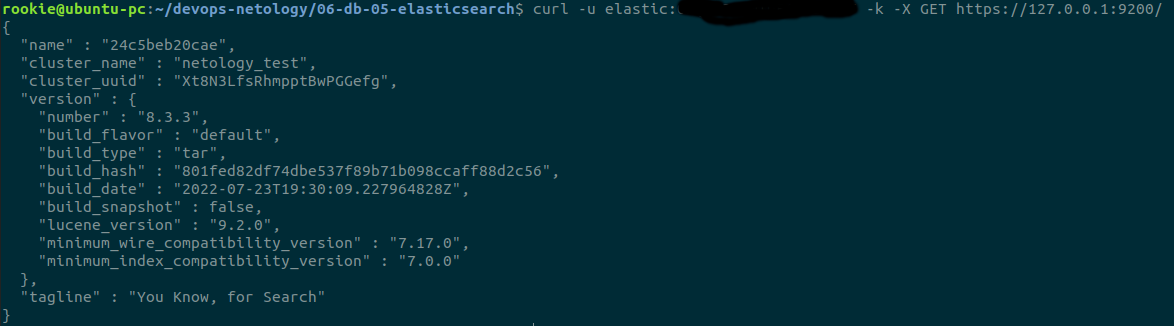 rookie@ubuntu-pc:~/devops-netology/06-db-05-elasticsearch$ curl -u elastic: -k -X GET https://127.0.0.1:9200/
{
  "name" : "24c5beb20cae",
  "cluster_name" : "netology_test",
  "cluster_uuid" : "Xt8N3LfsRhmpptBwPGGefg",
  "version" : {
    "number" : "8.3.3",
    "build_flavor" : "default",
    "build_type" : "tar",
    "build_hash" : "801fed82df74dbe537f89b71b098ccaff88d2c56",
    "build_date" : "2022-07-23T19:30:09.227964828Z",
    "build_snapshot" : false,
    "lucene_version" : "9.2.0",
    "minimum_wire_compatibility_version" : "7.17.0",
    "minimum_index_compatibility_version" : "7.0.0"
  },
  "tagline" : "You Know, for Search"
}